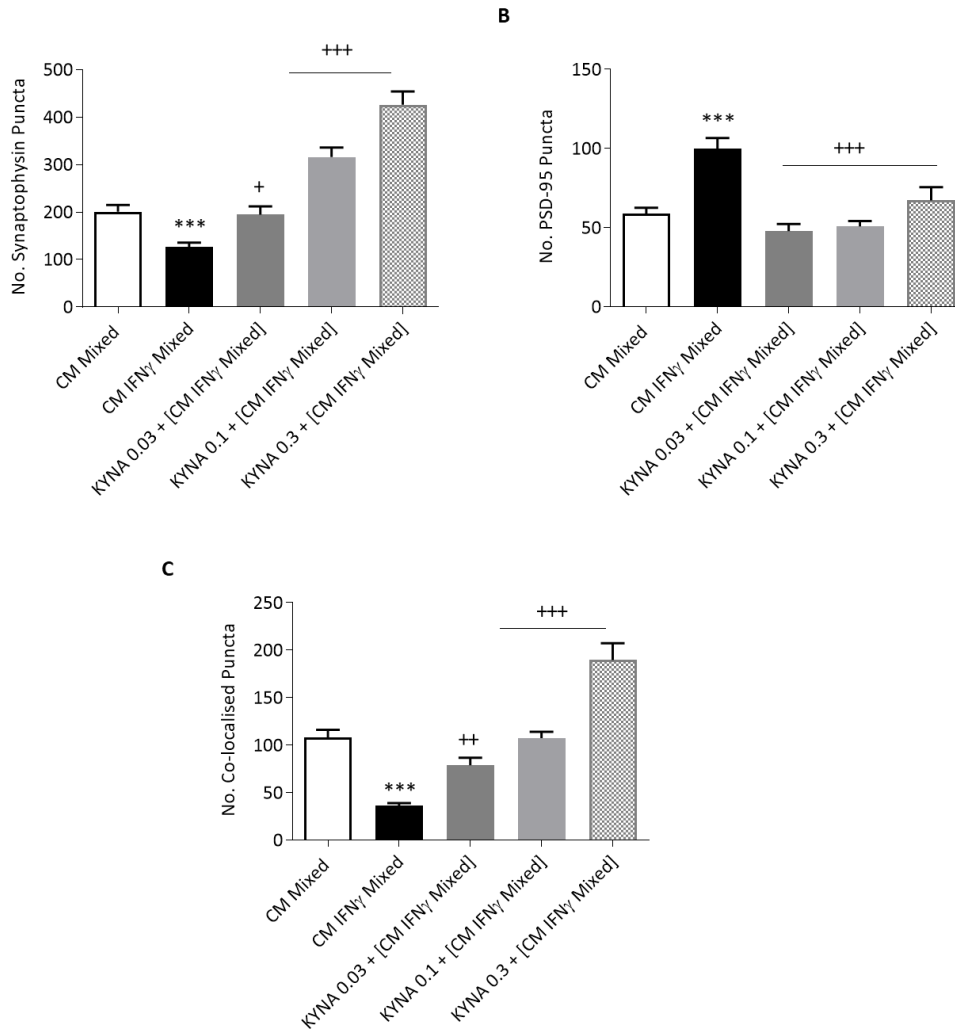 B
+++
500
400
300
200
100
0
No. Synaptophysin Puncta
***
+
CM Mixed
CM IFNγ Mixed
KYNA 0.03 + [CM IFNγ Mixed]
KYNA 0.1 + [CM IFNγ Mixed]
KYNA 0.3 + [CM IFNγ Mixed]
150
100
50
0
No. PSD-95 Puncta
***
+++
CM Mixed
CM IFNγ Mixed
KYNA 0.03 + [CM IFNγ Mixed]
KYNA 0.1 + [CM IFNγ Mixed]
KYNA 0.3 + [CM IFNγ Mixed]
C
250
200
150
100
50
0
No. Co-localised Puncta
***
++
+++
CM Mixed
CM IFNγ Mixed
KYNA 0.03 + [CM IFNγ Mixed]
KYNA 0.1 + [CM IFNγ Mixed]
KYNA 0.3 + [CM IFNγ Mixed]